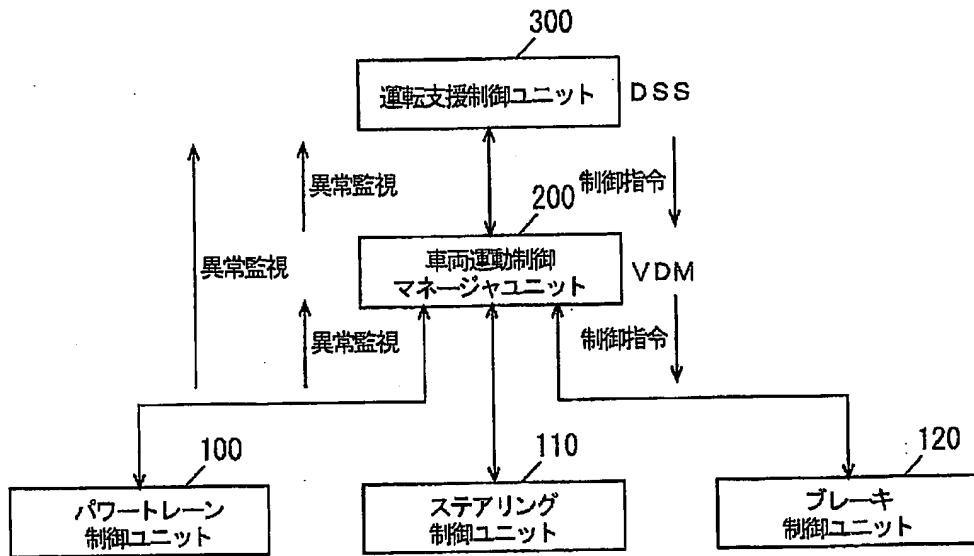 300
運転支援制御ユニット
DSS
異常監視
制御指令
200
異常監視
車両運動制御
マネージャユニット
VDM
異常監視
制御指令
100
110
120
パワートレーン
制御ユニット
ステアリング
制御ユニット
ブレーキ
制御ユニット